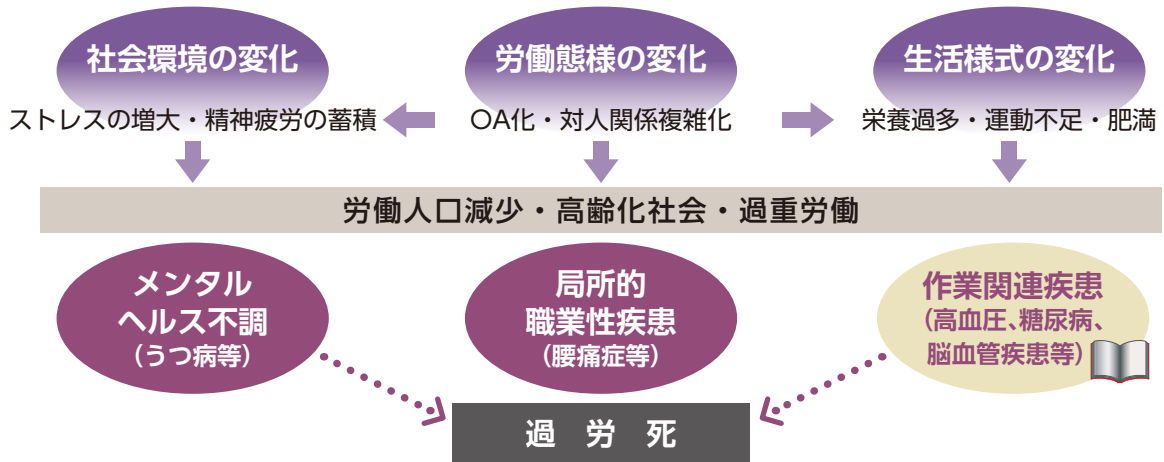 社会環境の変化
労働態様の変化
生活様式の変化
ストレスの増大・精神疲労の蓄積
OA化・対人関係複雑化
栄養過多・運動不足・肥満
労働人口減少・高齢化社会・過重労働
メンタル
ヘルス不調
(うつ病等)
局所的
職業性疾患
(腰痛症等)
作業関連疾患
(高血圧、糖尿病、
脳血管疾患等)
過労死